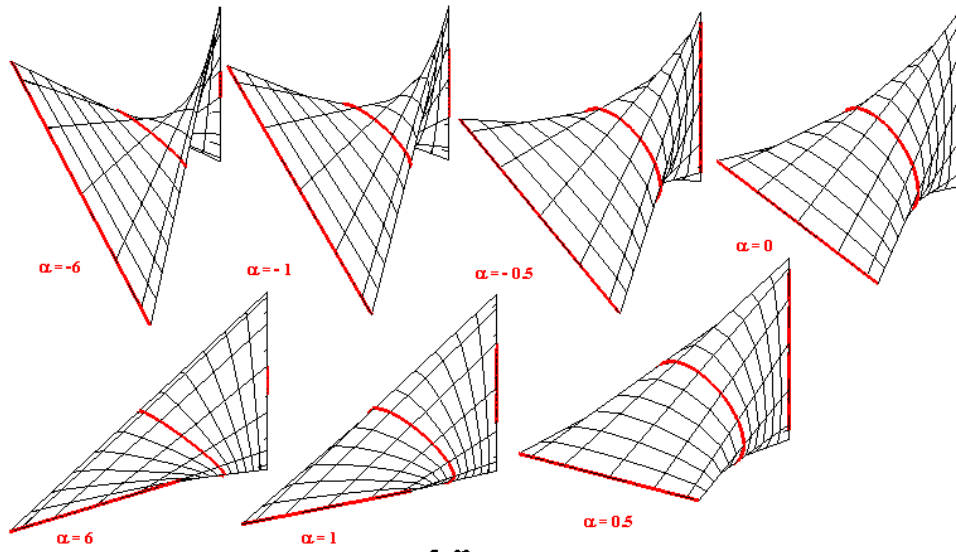 α = -6
α = - 1
α = - 0.5
α = 0
α = 6
α = 1
α = 0.5